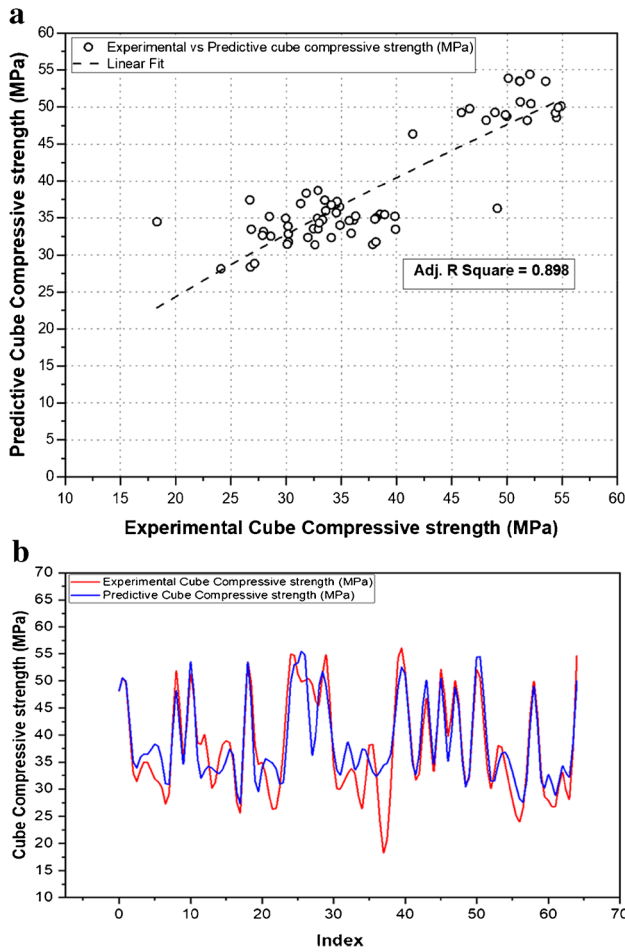 a
60
55
50
45
40
35
30
25
20
15
10
5
0
Predictive Cube Compressive strength (MPa)
Experimental vs Predictive cube compressive strength (MPa)
Linear Fit
Adj. R Square = 0.898
10 15 20 25 30 35 40 45 50 55 60
Experimental Cube Compressive strength (MPa)
b
70
65
60
55
50
45
40
35
30
25
20
15
10
Cube Compressive strength (MPa)
Experimental Cube Compressive strength (MPa)
Predictive Cube Compressive strength (MPa)
0 10 20 30 40 50 60 70
Index